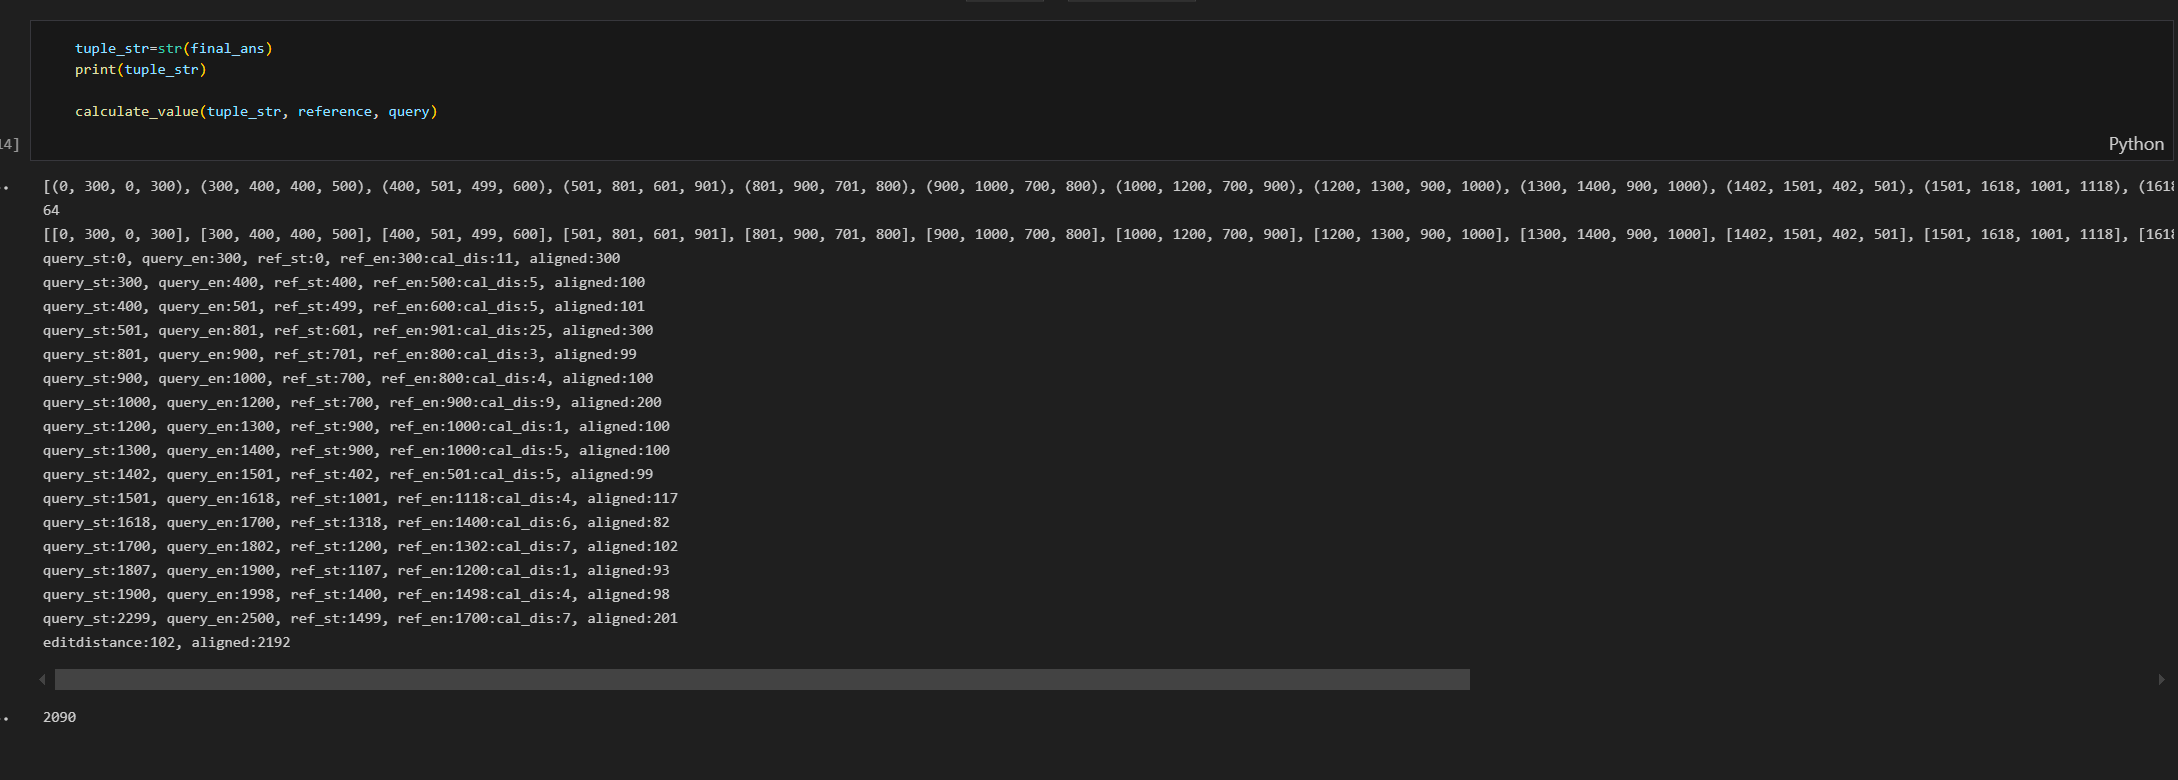 tuple_str=str(final_ans)
print(tuple_str)
calculate_value(tuple_str, reference, query)
14]
Python
[(0, 300, 0, 300), (300, 400, 400, 500), (400, 501, 499, 600), (501, 801, 601, 901), (801, 900, 701, 800), (900, 1000, 700, 800), (1000, 1200, 700, 900), (1200, 1300, 900, 1000), (1300, 1400, 900, 1000), (1402, 1501, 402, 501), (1501, 1618, 1001, 1118), (1618
64
[[0, 300, 0, 300], [300, 400, 400, 500], [400, 501, 499, 600], [501, 801, 601, 901], [801, 900, 701, 800], [900, 1000, 700, 800], [1000, 1200, 700, 900], [1200, 1300, 900, 1000], [1300, 1400, 900, 1000], [1402, 1501, 402, 501], [1501, 1618, 1001, 1118], [1618
query_st:0, query_en:300, ref_st:0, ref_en:300:cal_dis:11, aligned:300
query_st:300, query_en:400, ref_st:400, ref_en:500:cal_dis:5, aligned:100
query_st:400, query_en:501, ref_st:499, ref_en:600:cal_dis:5, aligned:101
query_st:501, query_en:801, ref_st:601, ref_en:901:cal_dis:25, aligned:300
query_st:801, query_en:900, ref_st:701, ref_en:800:cal_dis:3, aligned:99
query_st:900, query_en:1000, ref_st:700, ref_en:800:cal_dis:4, aligned:100
query_st:1000, query_en:1200, ref_st:700, ref_en:900:cal_dis:9, aligned:200
query_st:1200, query_en:1300, ref_st:900, ref_en:1000:cal_dis:1, aligned:100
query_st:1300, query_en:1400, ref_st:900, ref_en:1000:cal_dis:5, aligned:100
query_st:1402, query_en:1501, ref_st:402, ref_en:501:cal_dis:5, aligned:99
query_st:1501, query_en:1618, ref_st:1001, ref_en:1118:cal_dis:4, aligned:117
query_st:1618, query_en:1700, ref_st:1318, ref_en:1400:cal_dis:6, aligned:82
query_st:1700, query_en:1802, ref_st:1200, ref_en:1302:cal_dis:7, aligned:102
query_st:1807, query_en:1900, ref_st:1107, ref_en:1200:cal_dis:1, aligned:93
query_st:1900, query_en:1998, ref_st:1400, ref_en:1498:cal_dis:4, aligned:98
query_st:2299, query_en:2500, ref_st:1499, ref_en:1700:cal_dis:7, aligned:201
editdistance:102, aligned:2192
2090